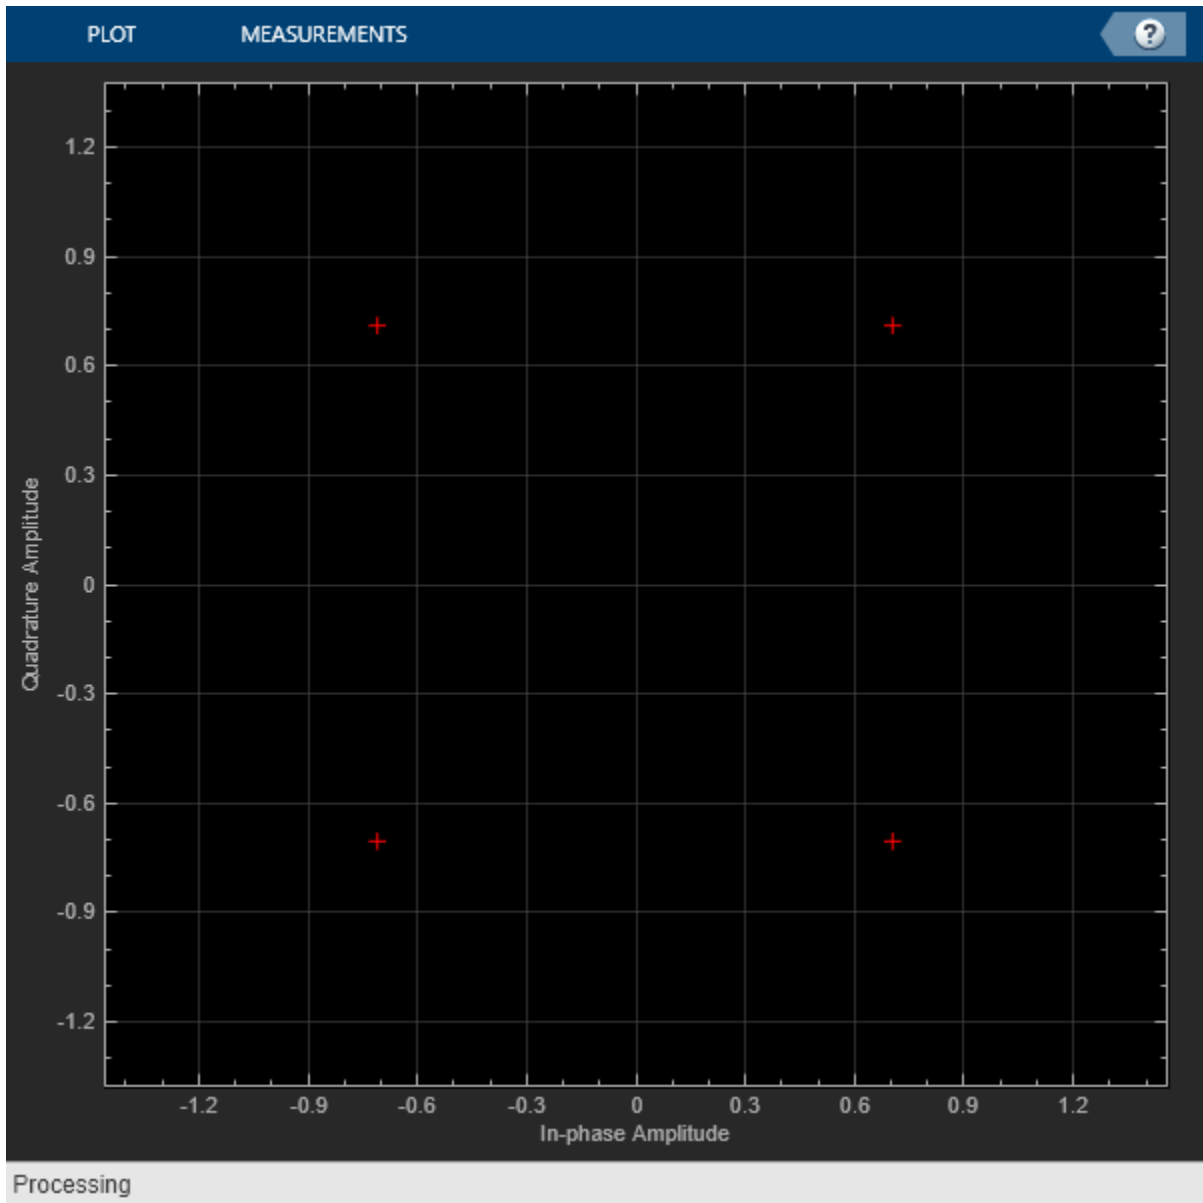 PLOT MEASUREMENTS ?
1.2
0.9
0.6
0.3
0
-0.3
-0.6
-0.9
-1.2
Quadrature Amplitude
-1.2 -0.9 -0.6 -0.3 0 0.3 0.6 0.9 1.2
In-phase Amplitude
Processing